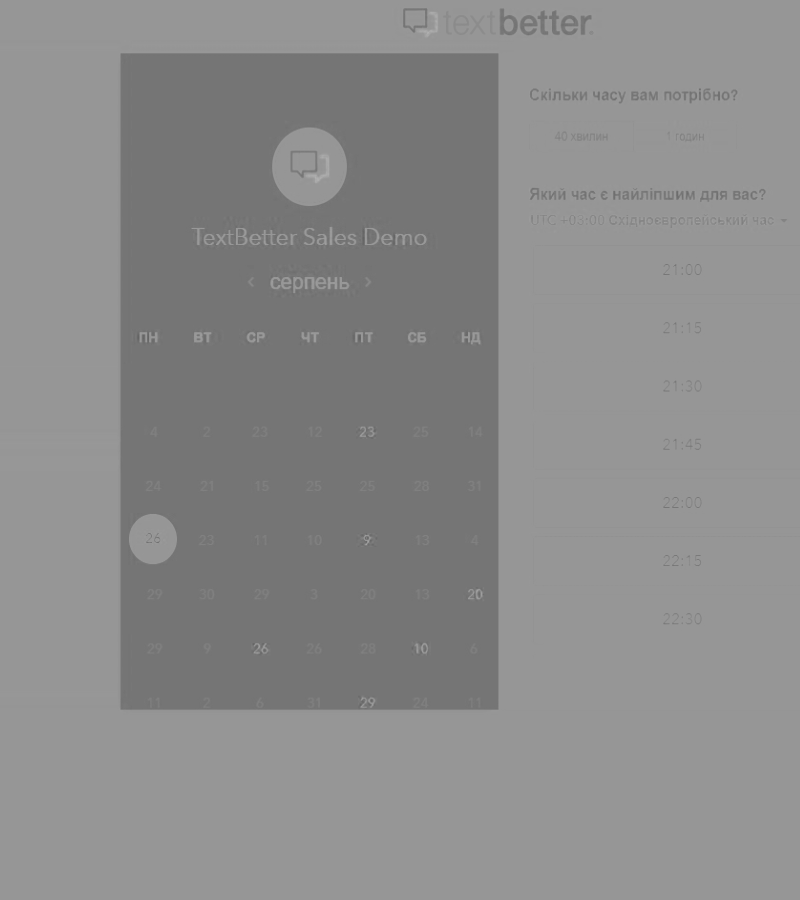 textbetter.
TextBetter Sales Demo
‹ серпень ›
ПН ВТ СР ЧТ ПТ СБ НД
4 2 23 12 23 25 14
24 21 15 25 25 28 31
26 23 11 10 9 13 4
29 30 29 3 20 13 20
29 9 26 26 28 10 6
11 2 6 31 29 24 11
Скільки часу вам потрібно?
40 хвилин 1 годин
Який час є найліпшим для вас?
UTC +03:00 Східноєвропейський час
21:00
21:15
21:30
21:45
22:00
22:15
22:30